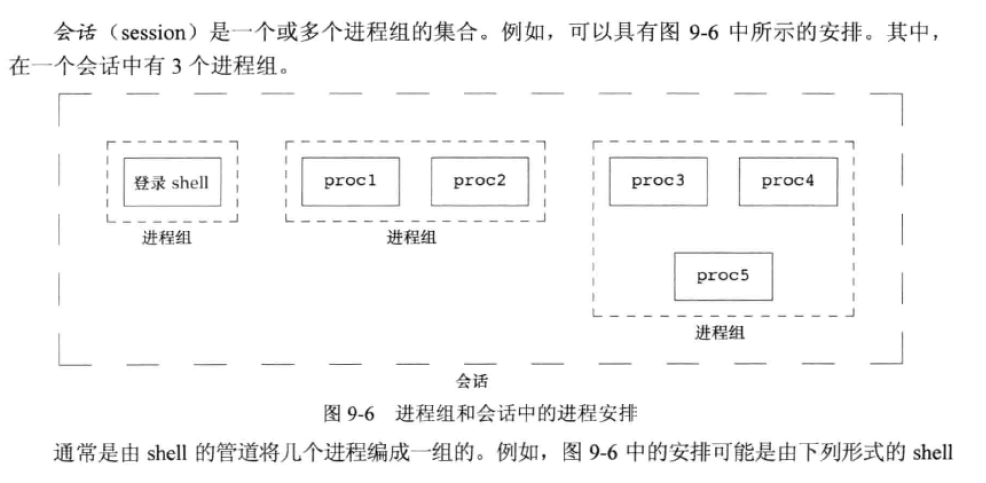 会话（session）是一个或多个进程组的集合。例如，可以具有图 9-6 中所示的安排。其中，
在一个会话中有 3 个进程组。
登录 shell
proc1
proc2
proc3
proc4
proc5
进程组
进程组
进程组
会话
图 9-6 进程组和会话中的进程安排
通常是由 shell 的管道将几个进程编成一组的。例如，图 9-6 中的安排可能是由下列形式的 shell